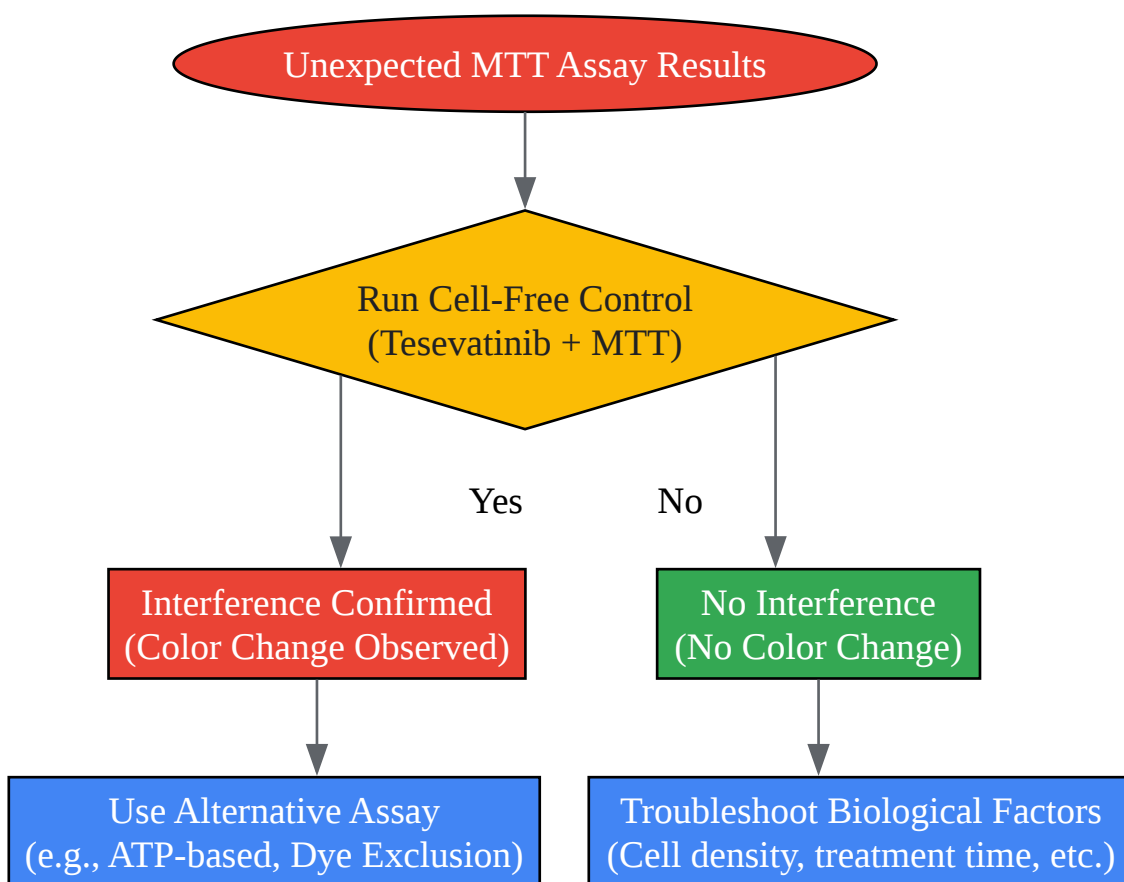 Unexpected MTT Assay Results
Run Cell-Free Control
(Tesevatinib + MTT)
Yes
No
Interference Confirmed
(Color Change Observed)
No Interference
(No Color Change)
Use Alternative Assay
(e.g., ATP-based, Dye Exclusion)
Troubleshoot Biological Factors
(Cell density, treatment time, etc.)